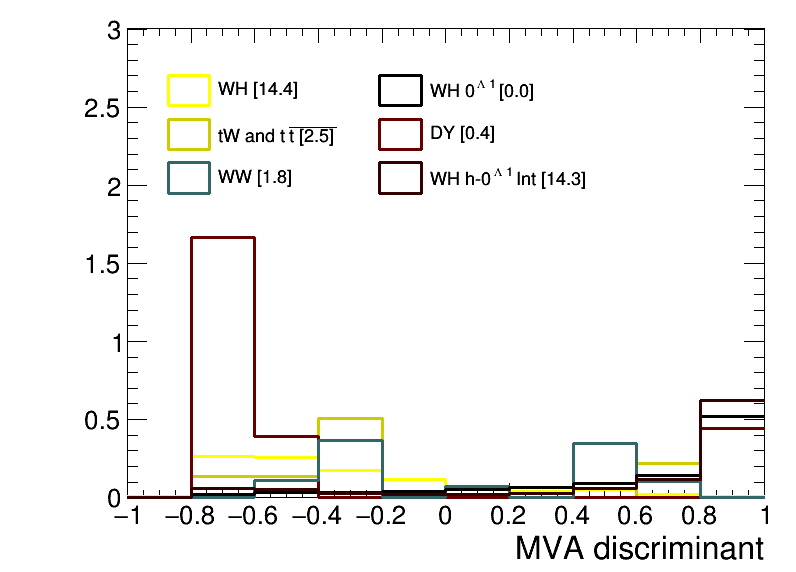 3
2.5
2
1.5
1
0.5
0
WH [14.4]
WH 0^Λ1 [0.0]
tW and t t̅ [2.5]
DY [0.4]
WW [1.8]
WH h-0^Λ1 Int [14.3]
−1 −0.8 −0.6 −0.4 −0.2 0 0.2 0.4 0.6 0.8 1
MVA discriminant